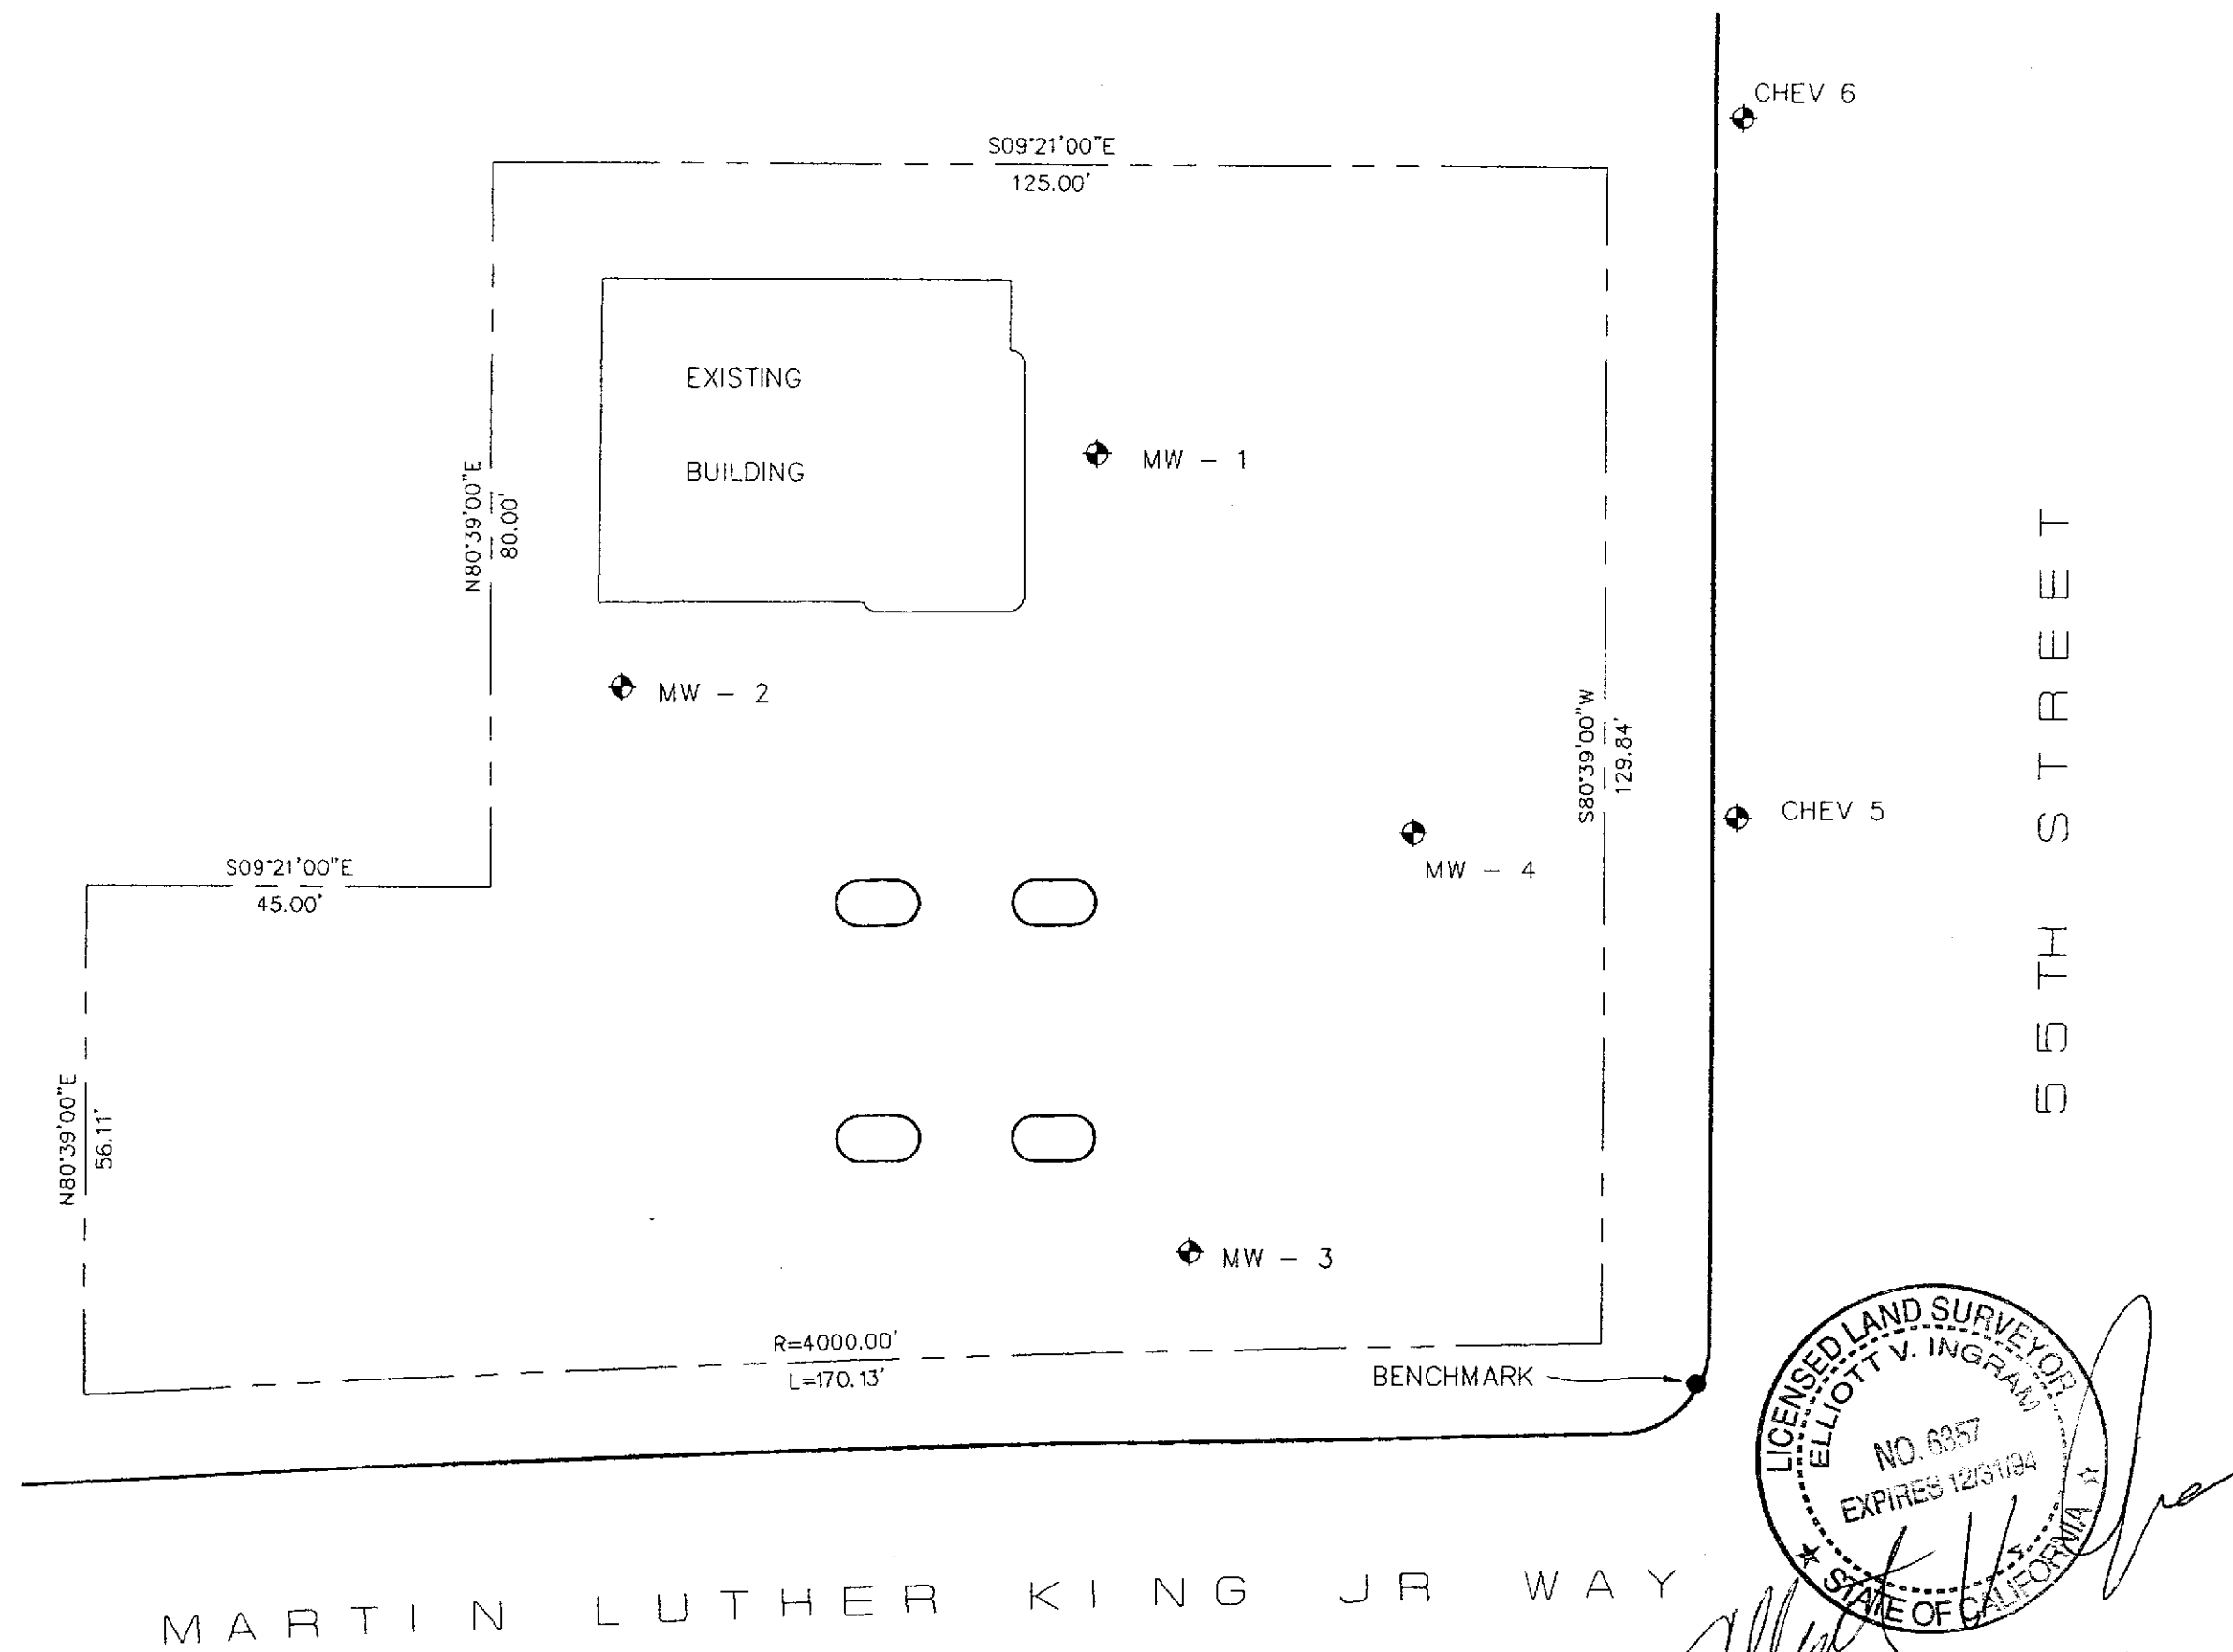 CHEV 6
S09°21'00"E
125.00'
EXISTING
BUILDING
MW - 1
N80°39'00"E
80.00'
MW - 2
S80°39'00"W
129.84'
CHEV 5
MW - 4
55TH STREET
S09°21'00"E
45.00'
N80°39'00"E
56.11'
MW - 3
R=4000.00'
L=170.13'
BENCHMARK
LICENSED LAND SURVEYOR
ELLIOTT V. INGRAM
NO. 6357
EXPIRES 12/31/94
STATE OF CALIFORNIA
MARTIN LUTHER KING JR WAY